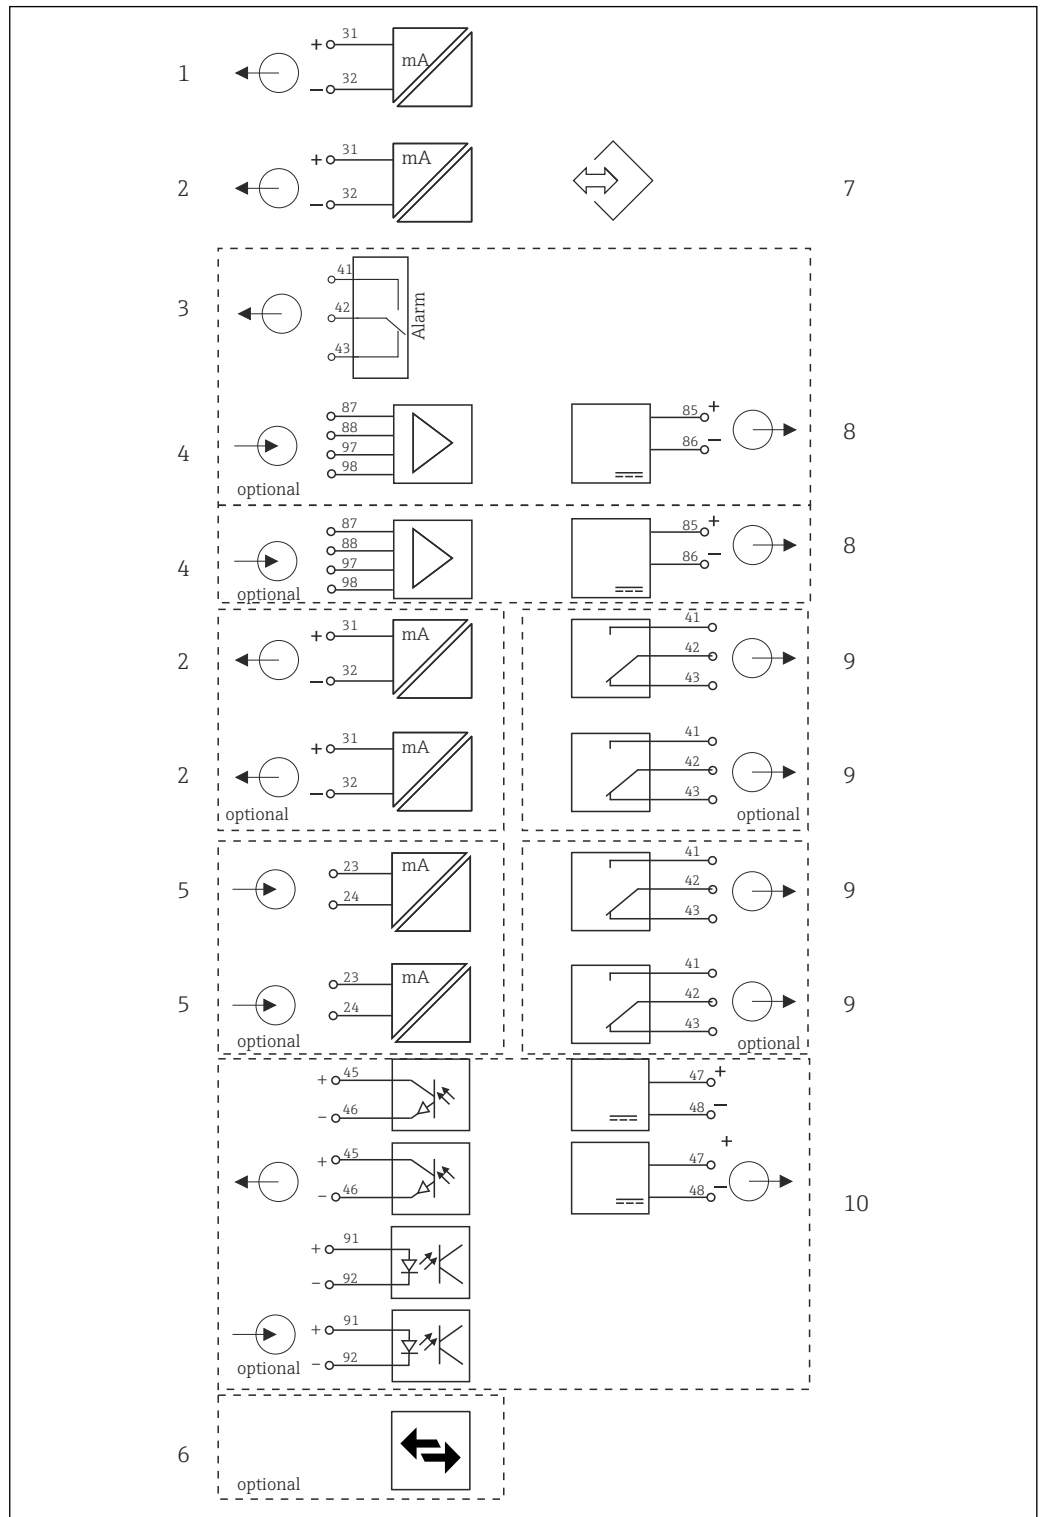 1 + 31 mA
− 32
2 + 31 mA 7
− 32
3 41 Alarm
42
43
4 87 85 + 8
88 86 −
97
98
optional
4 87 85 + 8
88 86 −
97
98
optional
2 + 31 mA 41 9
− 32 42
43
2 + 31 mA 41 9
− 32 42
43
optional optional
5 23 mA 41 9
24 42
43
5 23 mA 41 9
24 42
43
optional optional
+ 45 47 +
− 46 48 −
+ 45 47 +
− 46 48 −
10
+ 91
− 92
+ 91
− 92
optional
6
optional